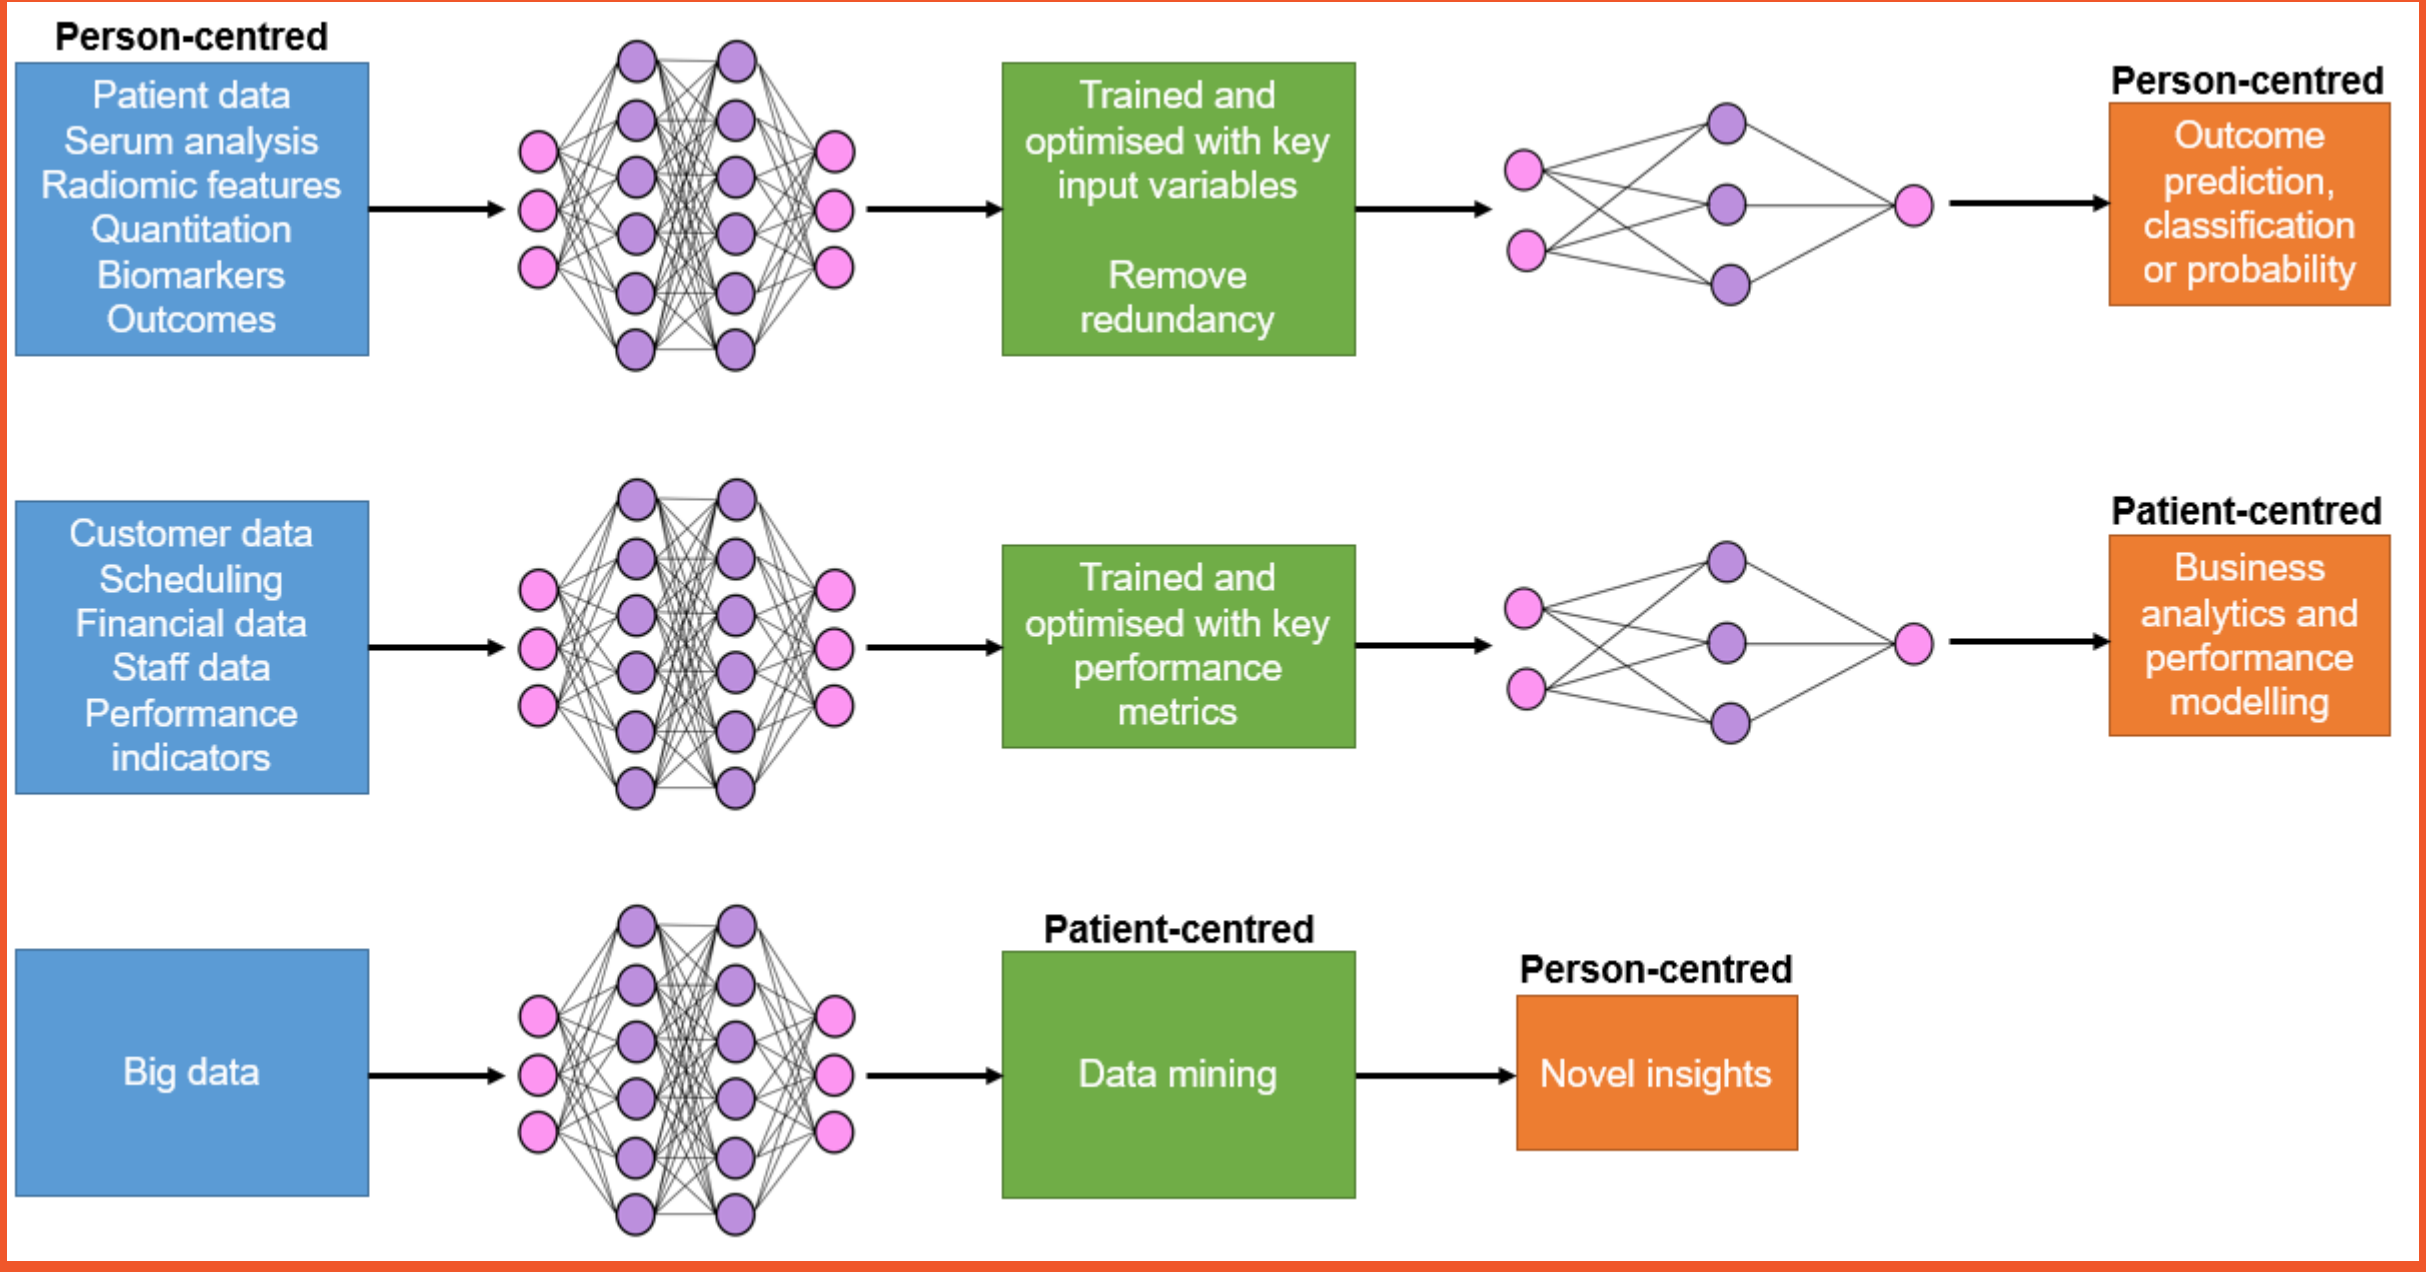 Person-centred
Patient data
Serum analysis
Radiomic features
Quantitation
Biomarkers
Outcomes
Trained and
optimised with key
input variables
Remove
redundancy
Person-centred
Outcome
prediction,
classification
or probability
Customer data
Scheduling
Financial data
Staff data
Performance
indicators
Trained and
optimised with key
performance
metrics
Patient-centred
Business
analytics and
performance
modelling
Big data
Patient-centred
Data mining
Person-centred
Novel insights